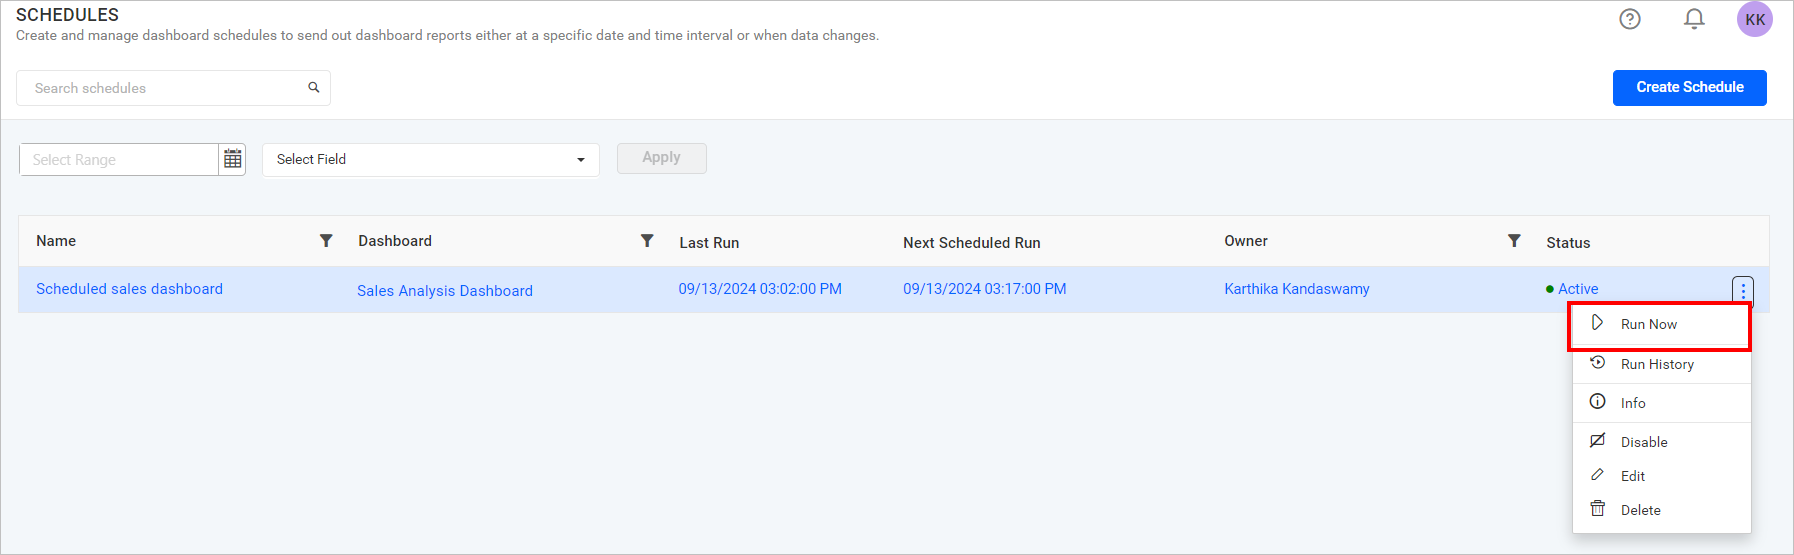 SCHEDULES
Create and manage dashboard schedules to send out dashboard reports either at a specific date and time interval or when data changes.
KK
Search schedules
Create Schedule
Select Range
Select Field
Apply
Name Dashboard Last Run Next Scheduled Run Owner Status
Scheduled sales dashboard Sales Analysis Dashboard 09/13/2024 03:02:00 PM 09/13/2024 03:17:00 PM Karthika Kandaswamy Active
Run Now
Run History
Info
Disable
Edit
Delete